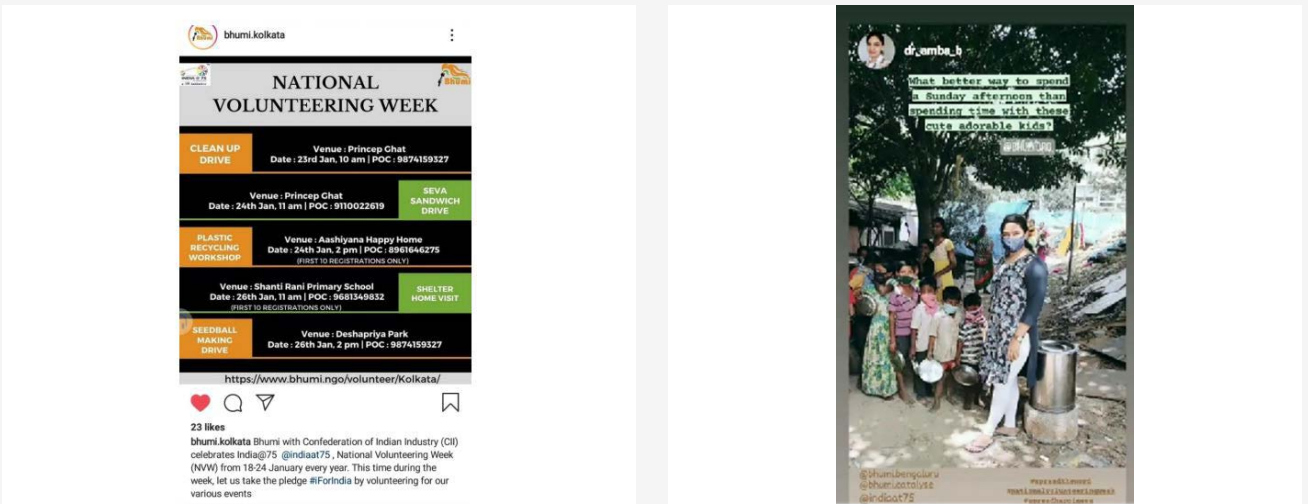 bhumi.kolkata
NATIONAL
VOLUNTEERING WEEK
CLEAN UP
DRIVE
Venue : Princep Ghat
Date : 23rd Jan, 10 am | POC : 9874159327
Venue : Princep Ghat
Date : 24th Jan, 11 am | POC : 9110022619
SEVA
SANDWICH
DRIVE
PLASTIC
RECYCLING
WORKSHOP
Venue : Aashiyana Happy Home
Date : 24th Jan, 2 pm | POC : 8961646275
(FIRST 10 REGISTRATIONS ONLY)
Venue : Shanti Rani Primary School
Date : 26th Jan, 11 am | POC : 9681349832
(FIRST 10 REGISTRATIONS ONLY)
SHELTER
HOME VISIT
SEEDBALL
MAKING
DRIVE
Venue : Deshapriya Park
Date : 26th Jan, 2 pm | POC : 9874159327
https://www.bhumi.ngo/volunteer/Kolkata/
23 likes
bhumi.kolkata Bhumi with Confederation of Indian Industry (CII)
celebrates India@75 @indiaat75 , National Volunteering Week
(NVW) from 18-24 January every year. This time during the
week, let us take the pledge #iForIndia by volunteering for our
various events
dr_amba_b
What better way to spend
a Sunday afternoon than
spending time with these
cute adorable kids?
@bhumi.bengaluru
@bhumi.catalyse
@indiaat75
#nationalvolunteeringweek